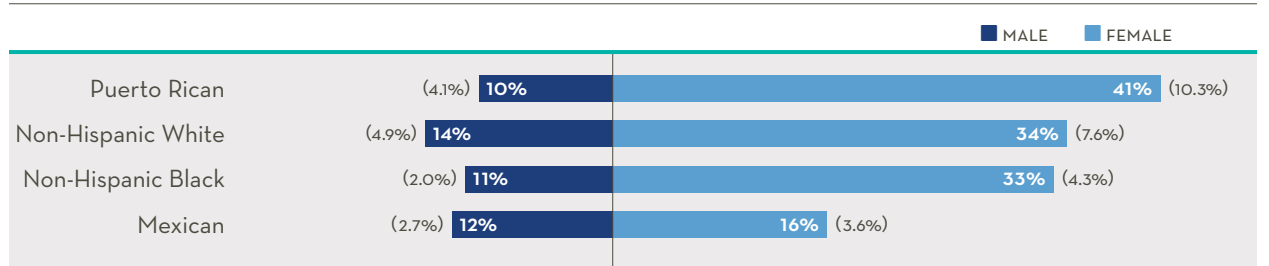 MALE FEMALE
Puerto Rican (4.1%) 10% 41% (10.3%)
Non-Hispanic White (4.9%) 14% 34% (7.6%)
Non-Hispanic Black (2.0%) 11% 33% (4.3%)
Mexican (2.7%) 12% 16% (3.6%)